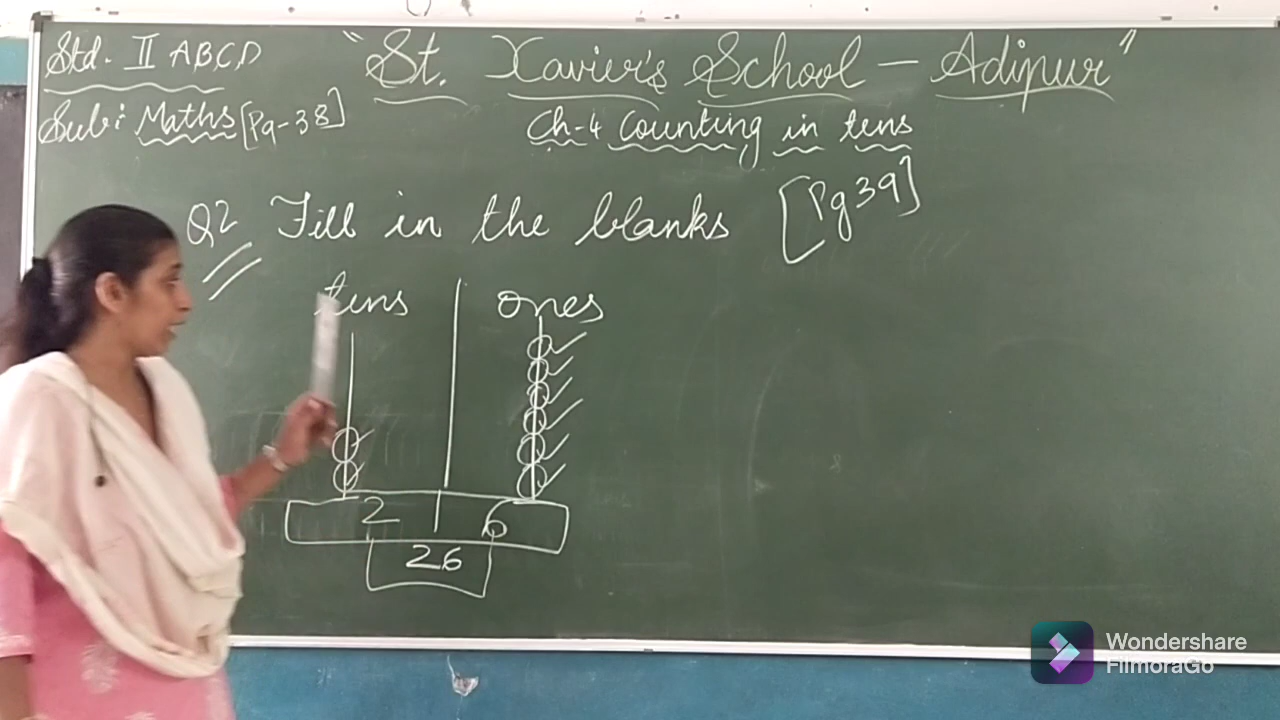 Std. II ABCD
"St. Xavier's School – Adipur"
Sub: Maths [Pg-38]
Ch-4 Counting in tens
Q2 Fill in the blanks [Pg 39]
tens ones
2 6
26
Wondershare
FilmoraGo